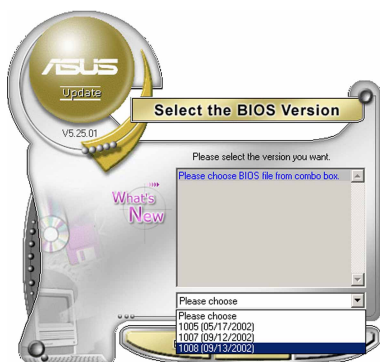 ASUS
Update
V5.25.01
Select the BIOS Version
Please select the version you want.
Please choose BIOS file from combo box.
What's
New
Please choose
Please choose
1005 (05/17/2002)
1007 (09/12/2002)
1008 (09/13/2002)